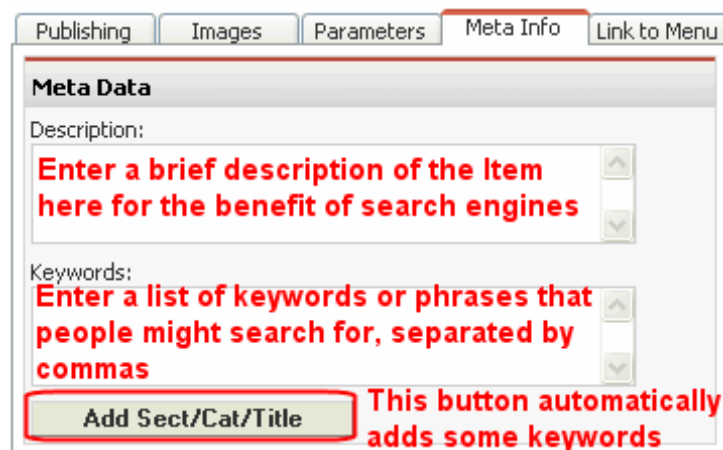 Publishing Images Parameters Meta Info Link to Menu
Meta Data
Description:
Enter a brief description of the Item
here for the benefit of search engines
Keywords:
Enter a list of keywords or phrases that
people might search for, separated by
commas
Add Sect/Cat/Title
This button automatically
adds some keywords